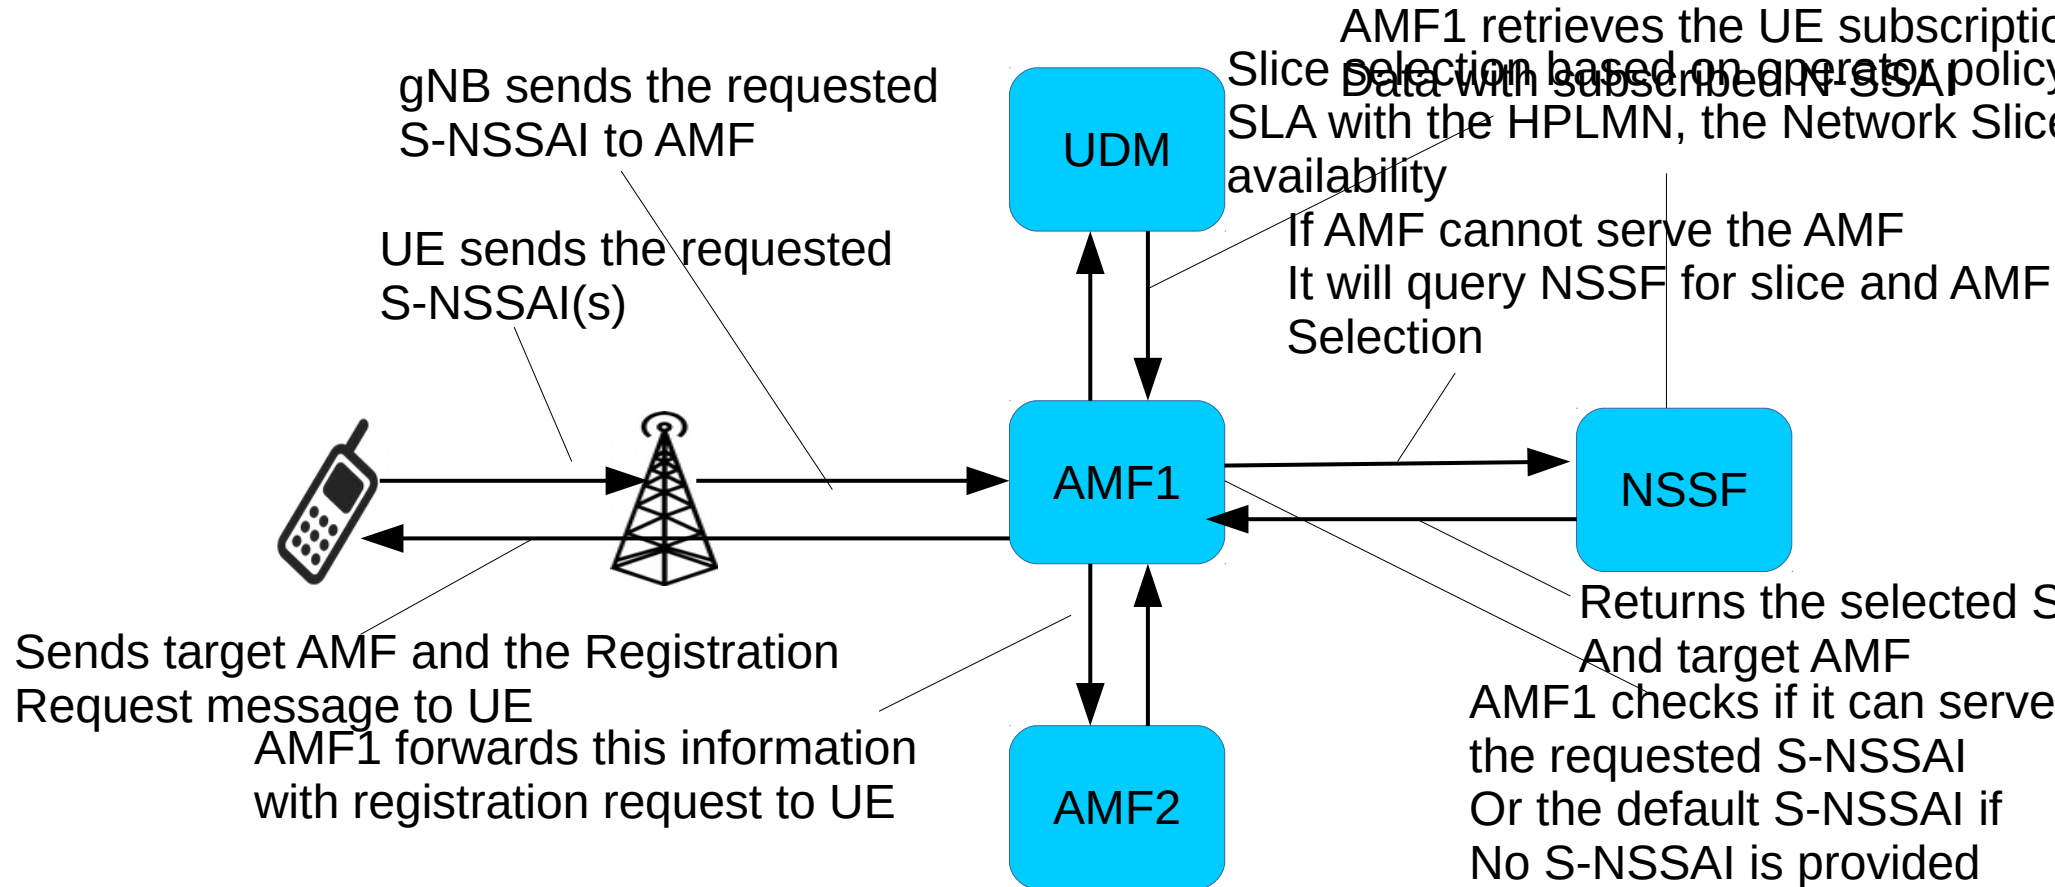 AMF1 retrieves the UE
Data with subscribed N-SSAI
Slice selection based on operator policy
SLA with the HPLMN, the Network
availability
gNB sends the requested
S-NSSAI to AMF
UDM
UE sends the requested
S-NSSAI(s)
If AMF cannot serve the AMF
It will query NSSF for slice and AMF
Selection
AMF1
NSSF
Returns the selected
And target AMF
Sends target AMF and the Registration
Request message to UE
AMF1 forwards this information
with registration request to UE
AMF1 checks if it can serve
the requested S-NSSAI
Or the default S-NSSAI if
No S-NSSAI is provided
AMF2